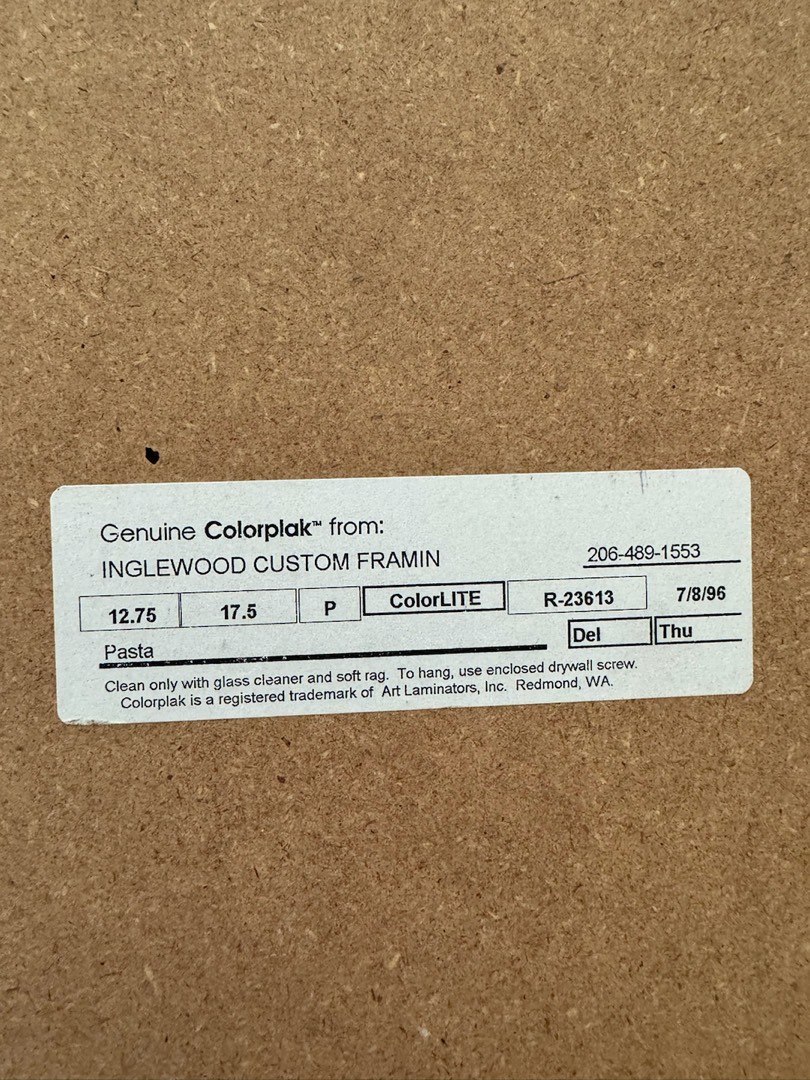 Genuine Colorplak™ from:
INGLEWOOD CUSTOM FRAMIN 206-489-1553
12.75 17.5 P ColorLITE R-23613 7/8/96
Pasta Del Thu
Clean only with glass cleaner and soft rag. To hang, use enclosed drywall screw.
Colorplak is a registered trademark of Art Laminators, Inc. Redmond, WA.